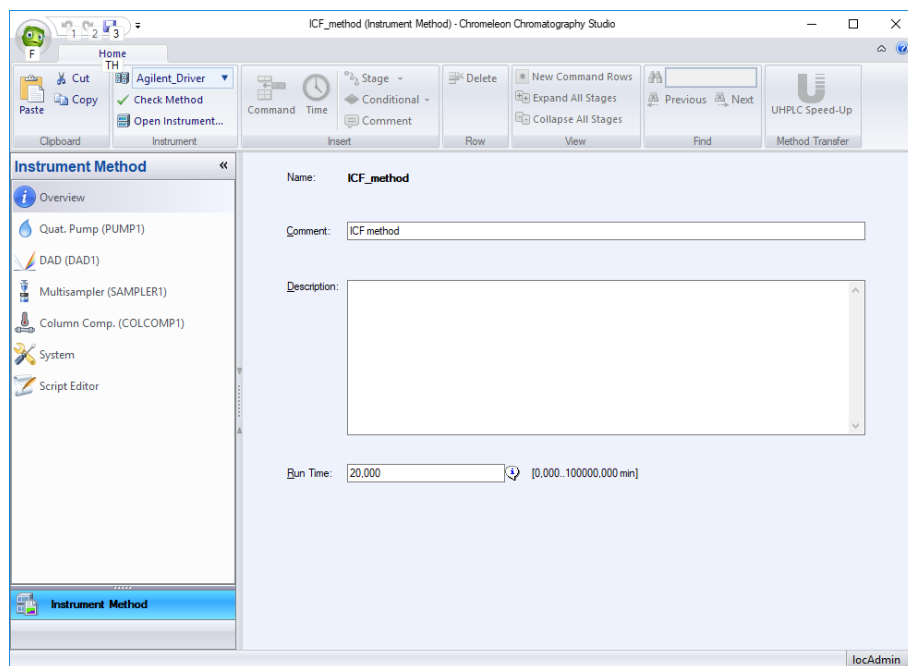 ICF_method (Instrument Method) - Chromeleon Chromatography Studio
1 2 3
F
Home
TH
Paste
Cut
Copy
Clipboard
Agilent_Driver
Check Method
Open Instrument...
Instrument
Command
Time
Stage
Conditional
Comment
Insert
Delete
Row
New Command Rows
Expand All Stages
Collapse All Stages
View
Previous Next
Find
UHPLC Speed-Up
Method Transfer
Instrument Method «
Overview
Quat. Pump (PUMP1)
DAD (DAD1)
Multisampler (SAMPLER1)
Column Comp. (COLCOMP1)
System
Script Editor
Instrument Method
Name: ICF_method
Comment: ICF method
Description:
Run Time: 20,000 [0,000..100000,000 min]
locAdmin